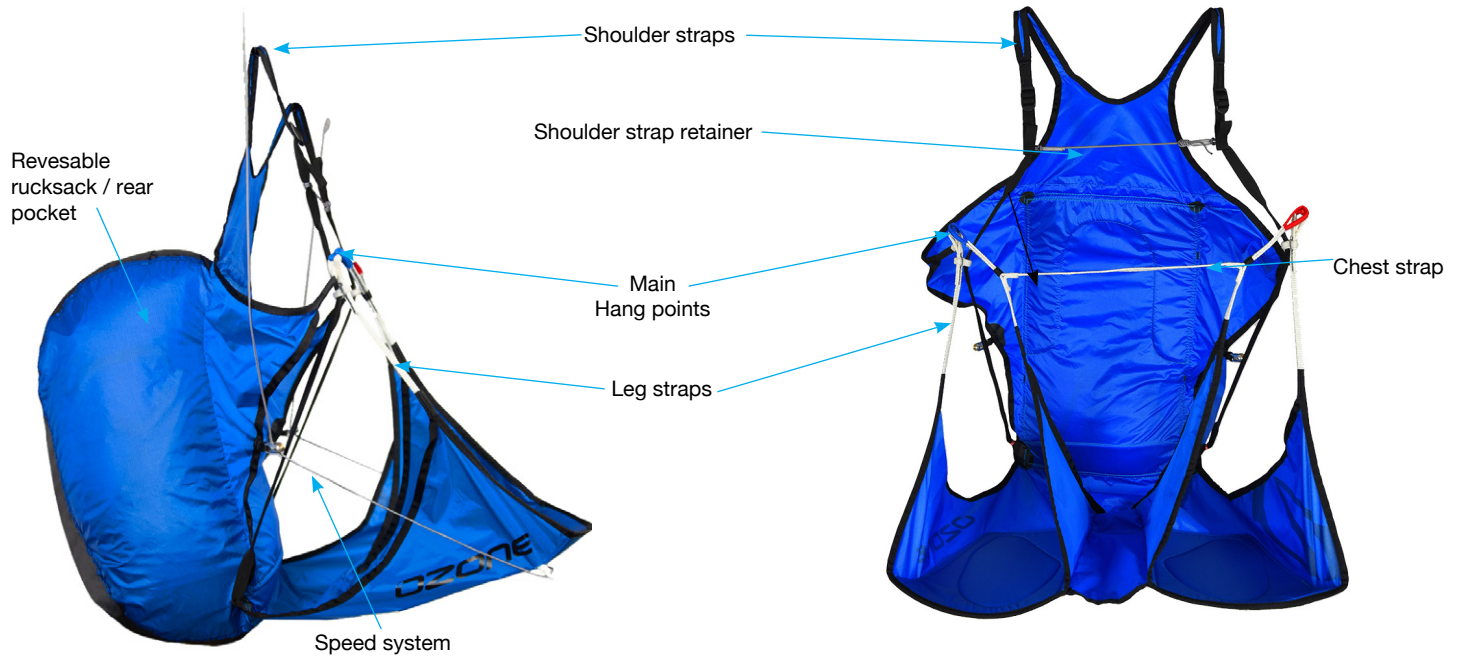 Shoulder straps
Shoulder strap retainer
Revesable
rucksack / rear
pocket
Main
Hang points
Chest strap
Leg straps
OZONE
OZO
Speed system